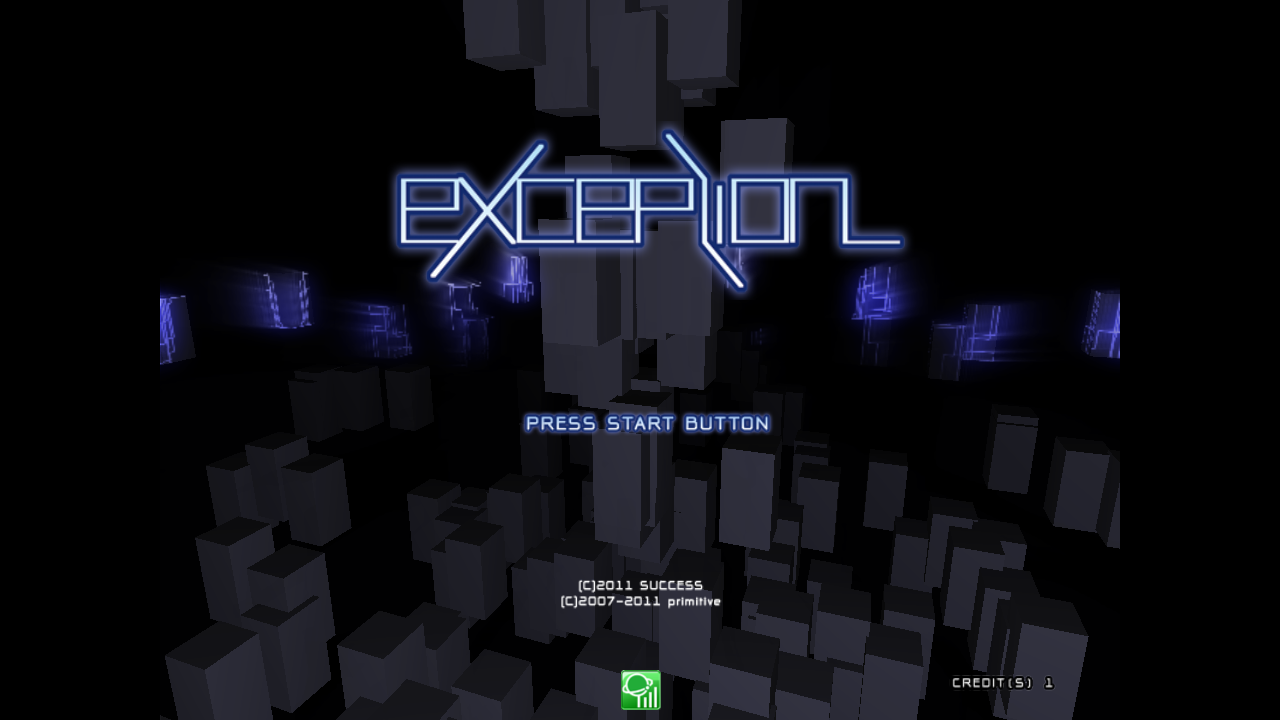 exception
PRESS START BUTTON
(C)2011 SUCCESS
(C)2007-2011 primitive
CREDIT(S) 1